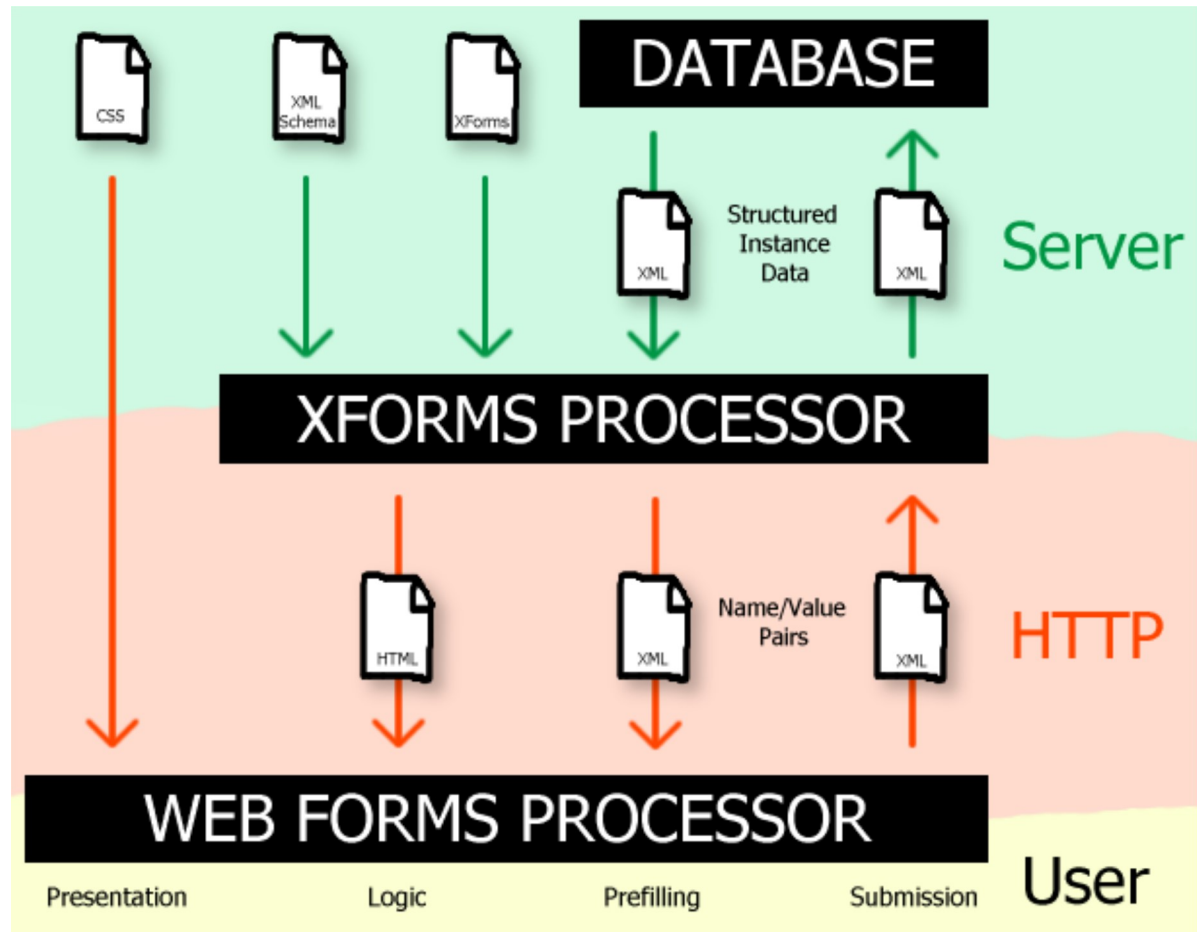 DATABASE
CSS
XML
Schema
XForms
XML
Structured
Instance
Data
XML
Server
XFORMS PROCESSOR
HTML
XML
Name/Value
Pairs
XML
HTTP
WEB FORMS PROCESSOR
Presentation
Logic
Prefilling
Submission
User